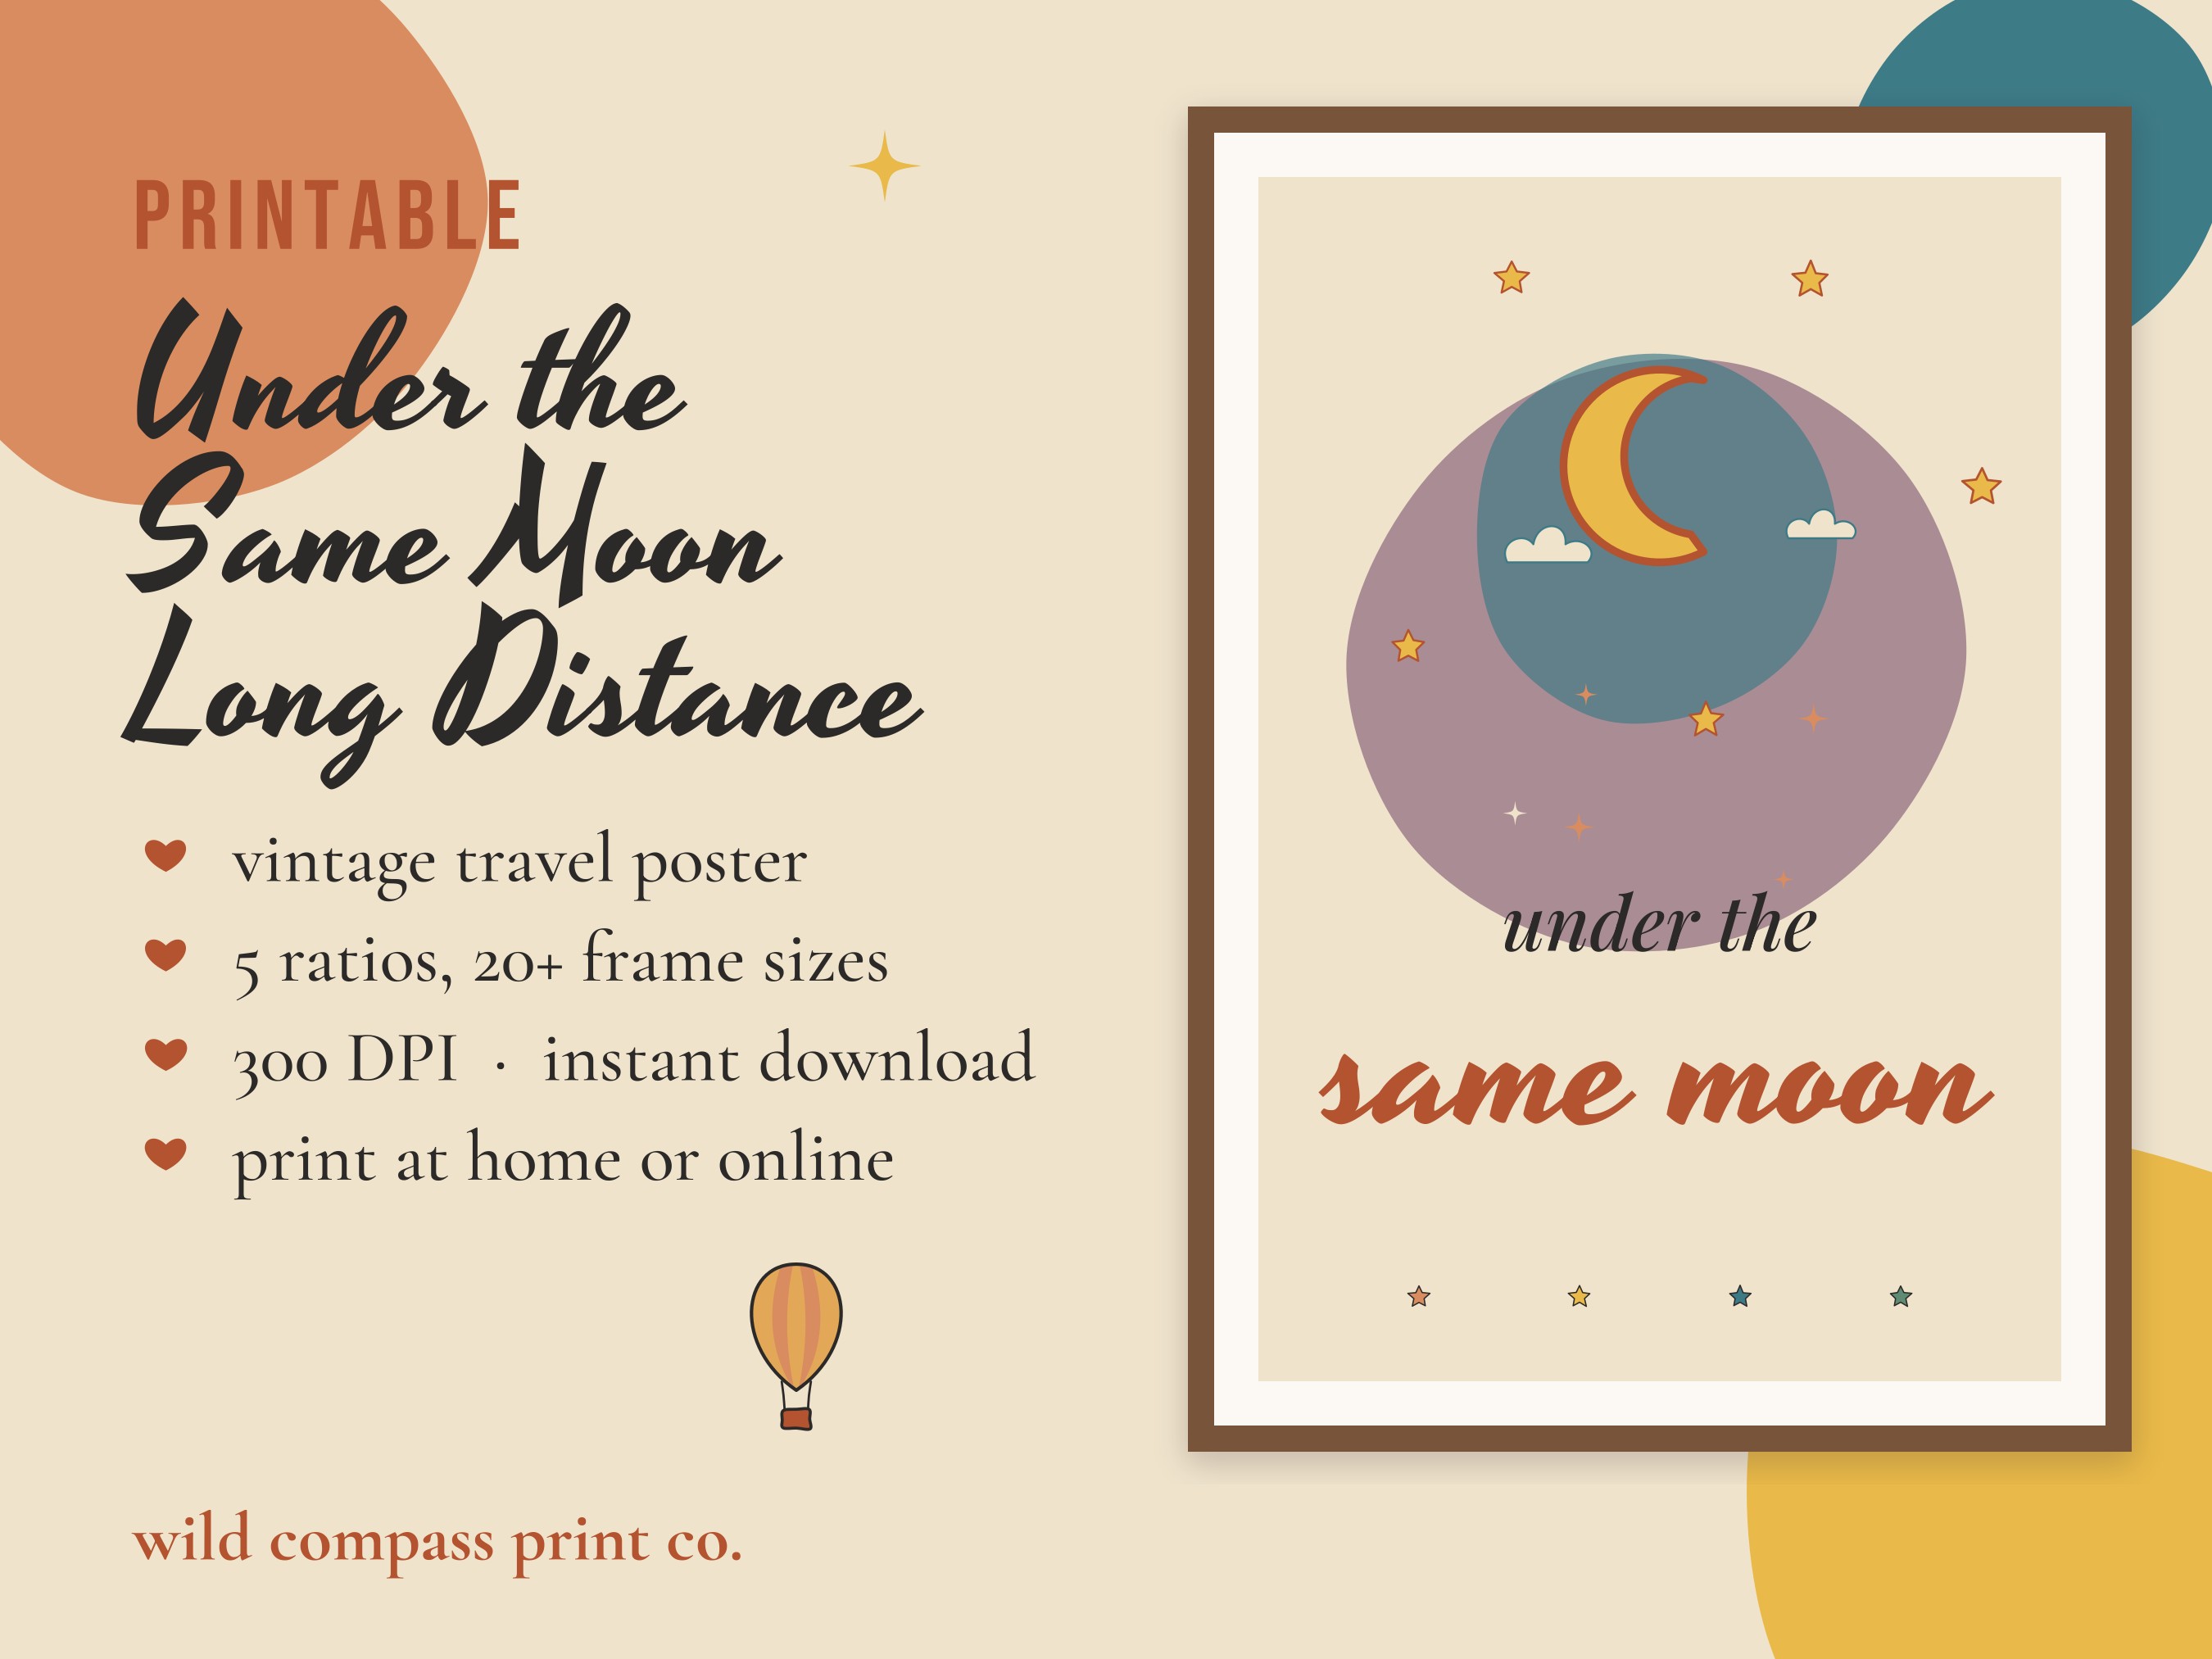 PRINTABLE
Under the
Same Moon
Long Distance
vintage travel poster
5 ratios, 20+ frame sizes
300 DPI · instant download
print at home or online
wild compass print co.
under the
same moon